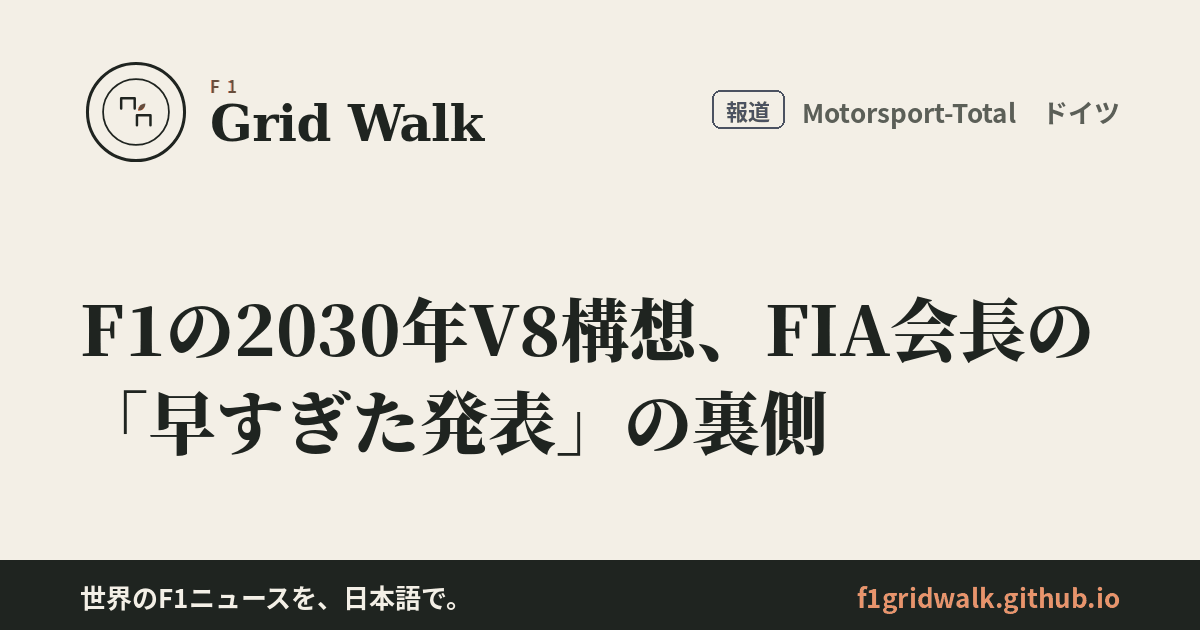 F1
Grid Walk
報道 Motorsport-Total ドイツ
F1の2030年V8構想、FIA会長の
「早すぎた発表」の裏側
世界のF1ニュースを、日本語で。
f1gridwalk.github.io